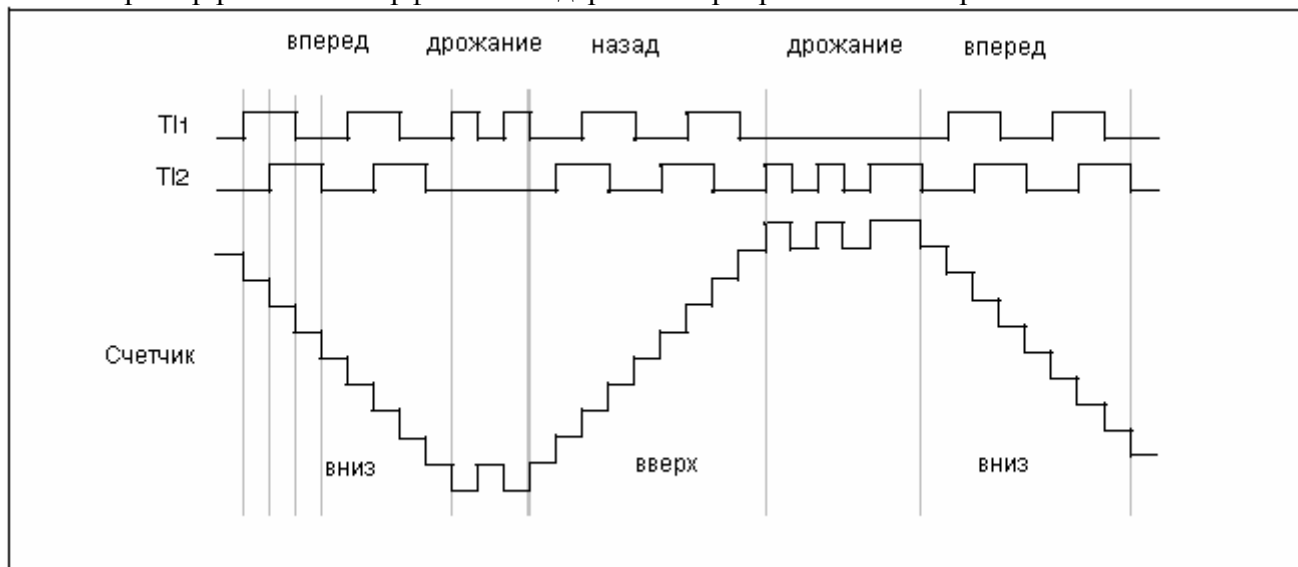 вперед дрожание назад дрожание вперед
TI1
TI2
Счетчик
вниз вверх вниз